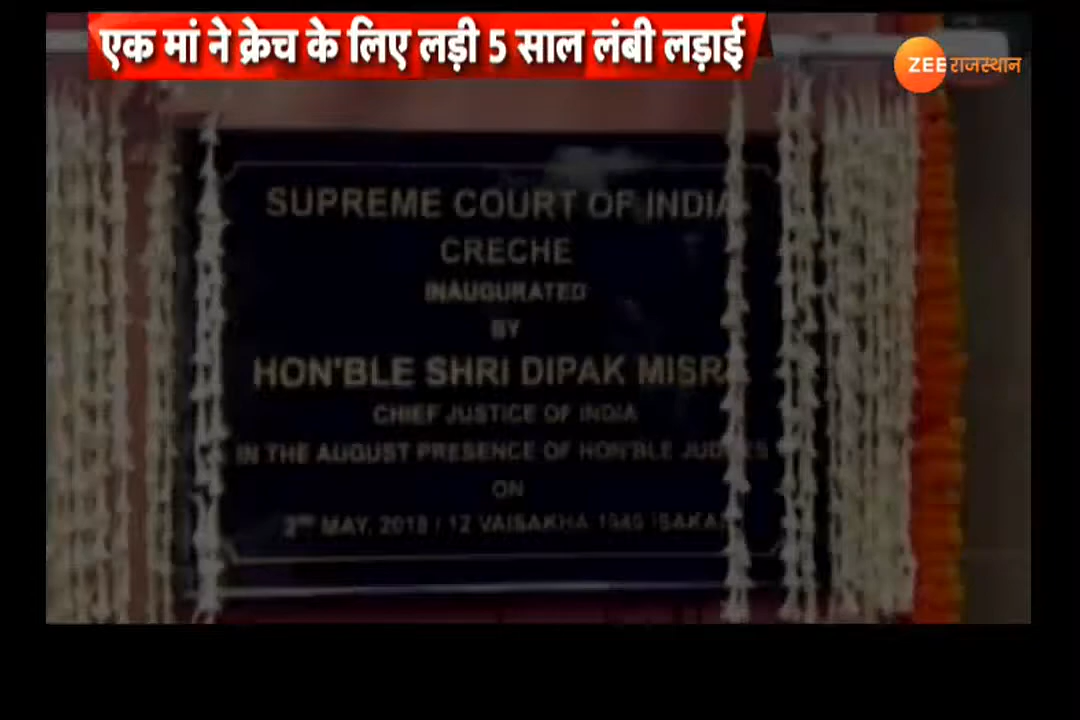 एक मां ने क्रेच के लिए लड़ी 5 साल लंबी लड़ाई
ZEE राजस्थान
SUPREME COURT OF INDIA
CRECHE
INAUGURATED
BY
HON'BLE SHRI DIPAK MISRA
CHIEF JUSTICE OF INDIA
IN THE AUGUST PRESENCE OF HON'BLE JUDGES
ON
MAY, 2018 / 12 VAISAKHA 1940 (SAKA)